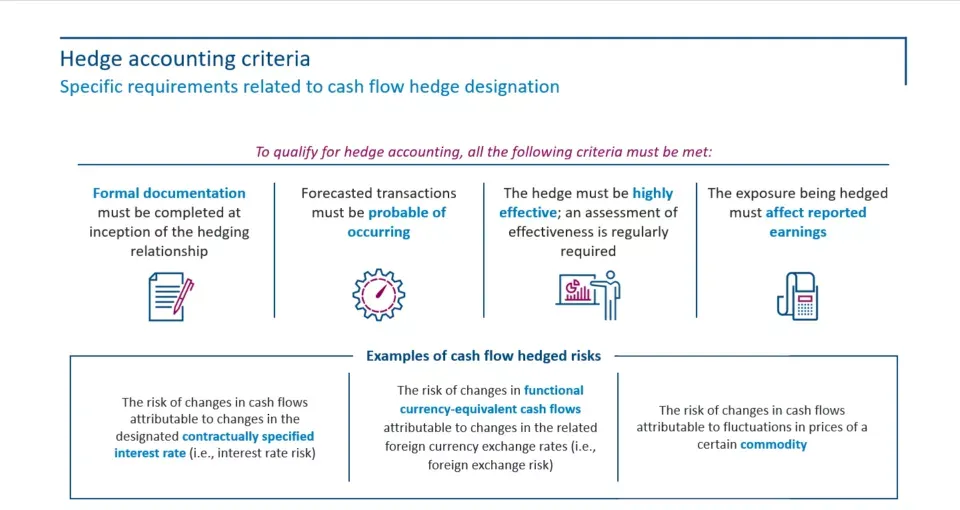 Hedge accounting criteria
Specific requirements related to cash flow hedge designation
To qualify for hedge accounting, all the following criteria must be met:
Formal documentation
must be completed at
inception of the hedging
relationship
Forecasted transactions
must be probable of
occurring
The hedge must be highly
effective; an assessment of
effectiveness is regularly
required
The exposure being hedged
must affect reported
earnings
Examples of cash flow hedged risks
The risk of changes in cash flows
attributable to changes in the
designated contractually specified
interest rate (i.e., interest rate risk)
The risk of changes in functional
currency-equivalent cash flows
attributable to changes in the related
foreign currency exchange rates (i.e.,
foreign exchange risk)
The risk of changes in cash flows
attributable to fluctuations in prices of a
certain commodity